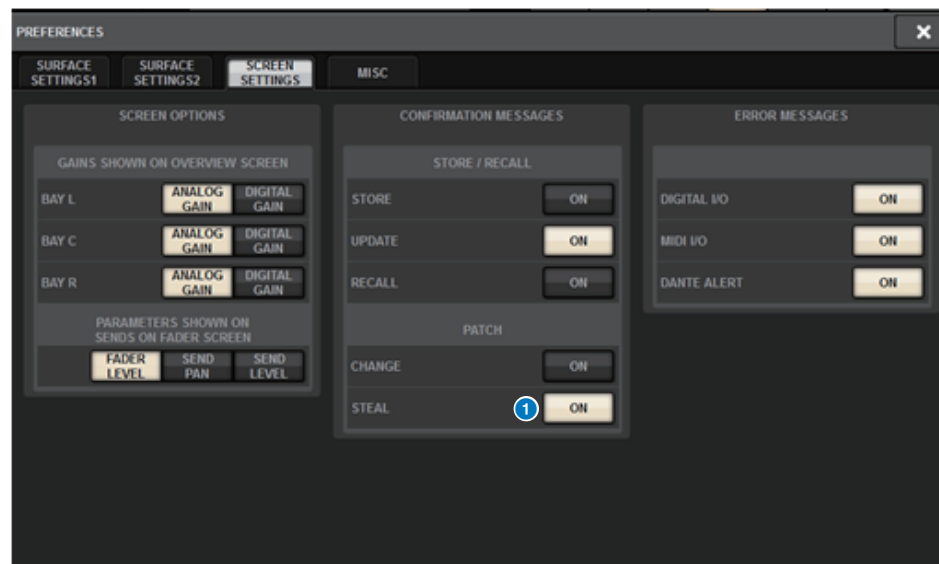 PREFERENCES
×
SURFACE SETTINGS1
SURFACE SETTINGS2
SCREEN SETTINGS
MISC
SCREEN OPTIONS
GAINS SHOWN ON OVERVIEW SCREEN
BAY L ANALOG GAIN DIGITAL GAIN
BAY C ANALOG GAIN DIGITAL GAIN
BAY R ANALOG GAIN DIGITAL GAIN
PARAMETERS SHOWN ON
SENDS ON FADER SCREEN
FADER LEVEL SEND PAN SEND LEVEL
CONFIRMATION MESSAGES
STORE / RECALL
STORE ON
UPDATE ON
RECALL ON
PATCH
CHANGE ON
STEAL 1 ON
ERROR MESSAGES
DIGITAL I/O ON
MIDI I/O ON
DANTE ALERT ON